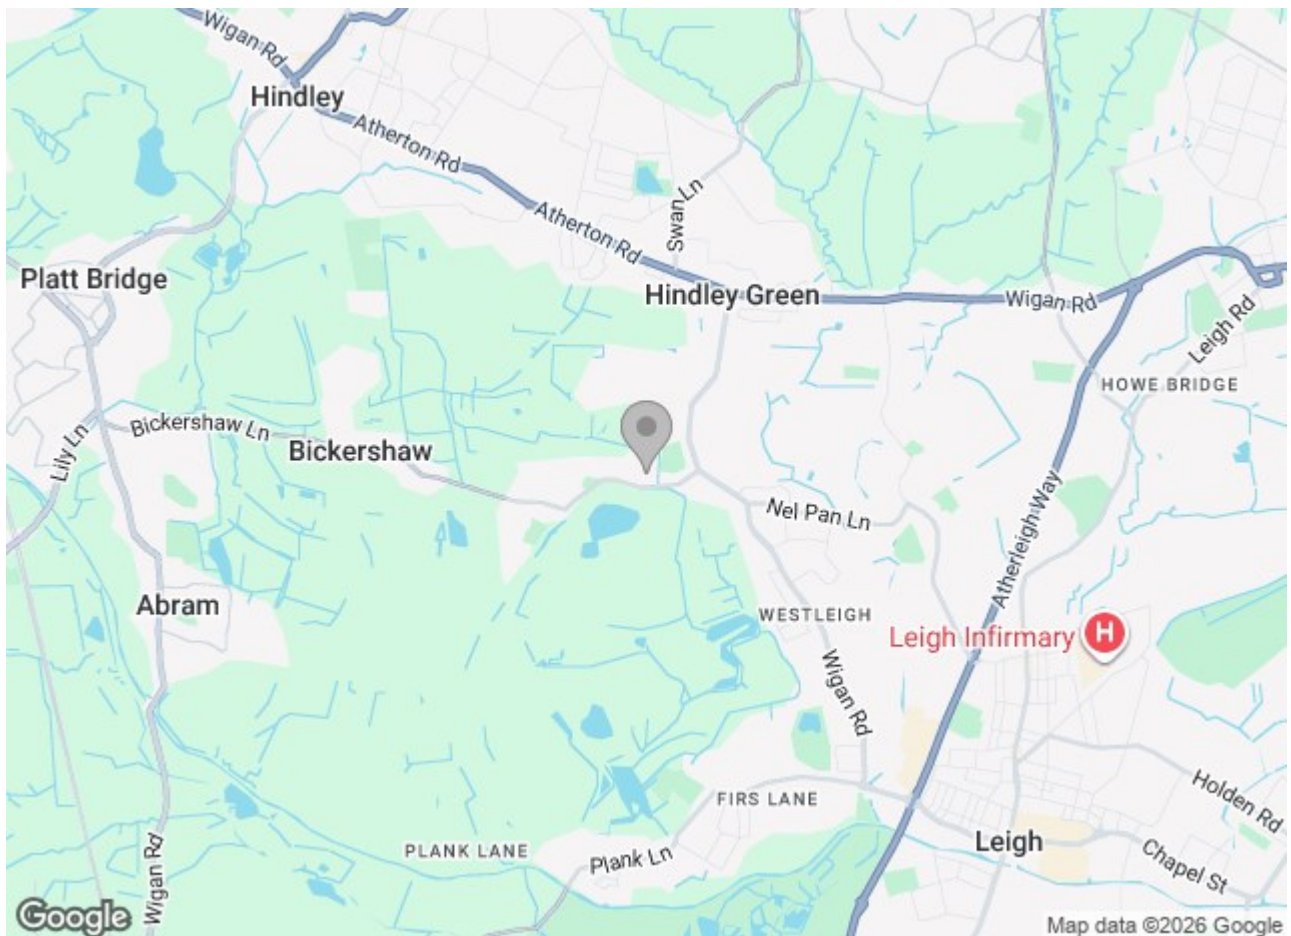 Wigan Rd
Hindley
Atherton Rd
Swan Ln
Atherton Rd
Platt Bridge
Hindley Green
Wigan Rd
Leigh Rd
HOWE BRIDGE
Bickershaw Ln
Lily Ln
Bickershaw
Nel Pan Ln
Atherleigh Way
Abram
WESTLEIGH
Leigh Infirmary
H
Wigan Rd
Holden Rd
FIRS LANE
Leigh
PLANK LANE
Plank Ln
Chapel St
Wigan Rd
Google
Map data ©2026 Google